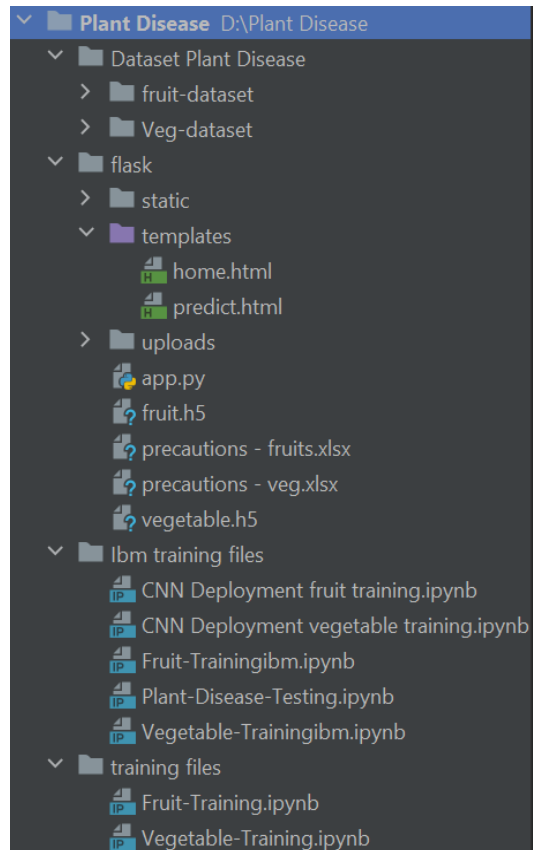 Plant Disease D:\Plant Disease
Dataset Plant Disease
fruit-dataset
Veg-dataset
flask
static
templates
home.html
predict.html
uploads
app.py
fruit.h5
precautions - fruits.xlsx
precautions - veg.xlsx
vegetable.h5
Ibm training files
CNN Deployment fruit training.ipynb
CNN Deployment vegetable training.ipynb
Fruit-Trainingibm.ipynb
Plant-Disease-Testing.ipynb
Vegetable-Trainingibm.ipynb
training files
Fruit-Training.ipynb
Vegetable-Training.ipynb